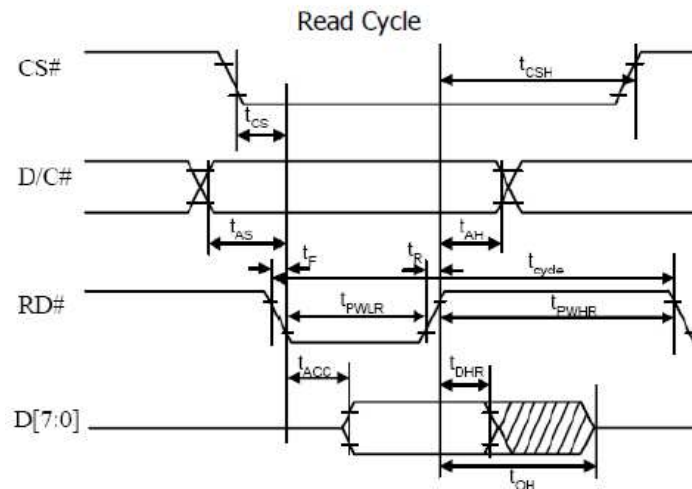 Read Cycle
CS#
tCSH
tCS
D/C#
tAS
tAH
tF
tR
tcycle
RD#
tPWLR
tPWHR
tACC
tDHR
D[7:0]
tOH